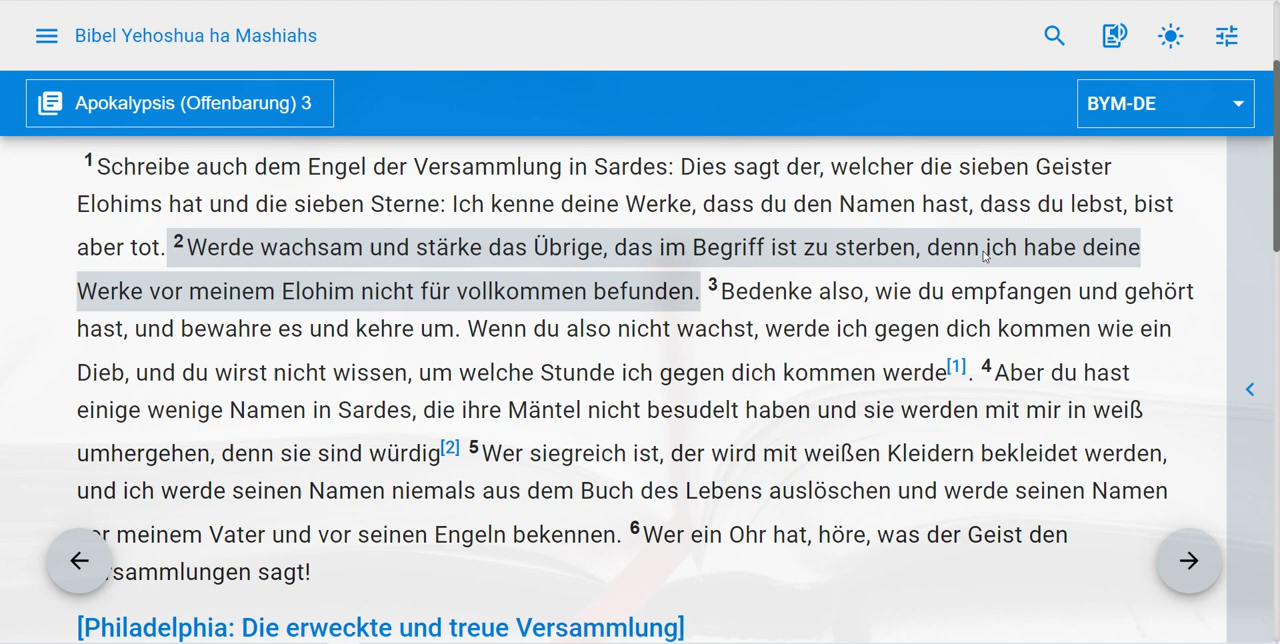 Bibel Yehoshua ha Mashiahs
Apokalypsis (Offenbarung) 3
BYM-DE
1 Schreibe auch dem Engel der Versammlung in Sardes: Dies sagt der, welcher die sieben Geister
Elohims hat und die sieben Sterne: Ich kenne deine Werke, dass du den Namen hast, dass du lebst, bist
aber tot. 2 Werde wachsam und stärke das Übrige, das im Begriff ist zu sterben, denn ich habe deine
Werke vor meinem Elohim nicht für vollkommen befunden. 3 Bedenke also, wie du empfangen und gehört
hast, und bewahre es und kehre um. Wenn du also nicht wachst, werde ich gegen dich kommen wie ein
Dieb, und du wirst nicht wissen, um welche Stunde ich gegen dich kommen werde[1]. 4 Aber du hast
einige wenige Namen in Sardes, die ihre Mäntel nicht besudelt haben und sie werden mit mir in weiß
umhergehen, denn sie sind würdig[2] 5 Wer siegreich ist, der wird mit weißen Kleidern bekleidet werden,
und ich werde seinen Namen niemals aus dem Buch des Lebens auslöschen und werde seinen Namen
meinem Vater und vor seinen Engeln bekennen. 6 Wer ein Ohr hat, höre, was der Geist den
sammlungen sagt!
[Philadelphia: Die erweckte und treue Versammlung]